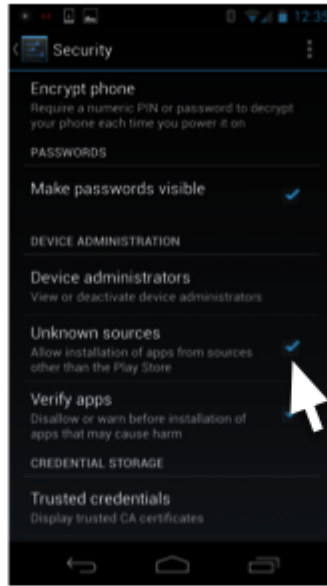 12:35
Security
Encrypt phone
Require a numeric PIN or password to decrypt
your phone each time you power it on
PASSWORDS
Make passwords visible
DEVICE ADMINISTRATION
Device administrators
View or deactivate device administrators
Unknown sources
Allow installation of apps from sources
other than the Play Store
Verify apps
Disallow or warn before installation of
apps that may cause harm
CREDENTIAL STORAGE
Trusted credentials
Display trusted CA certificates